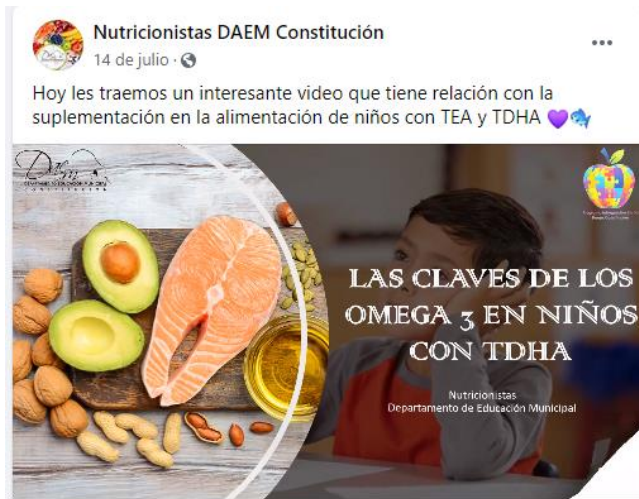 Nutricionistas DAEM Constitución
14 de julio
Hoy les traemos un interesante video que tiene relación con la
suplementación en la alimentación de niños con TEA y TDHA
LAS CLAVES DE LOS
OMEGA 3 EN NIÑOS
CON TDHA
Nutricionistas
Departamento de Educación Municipal